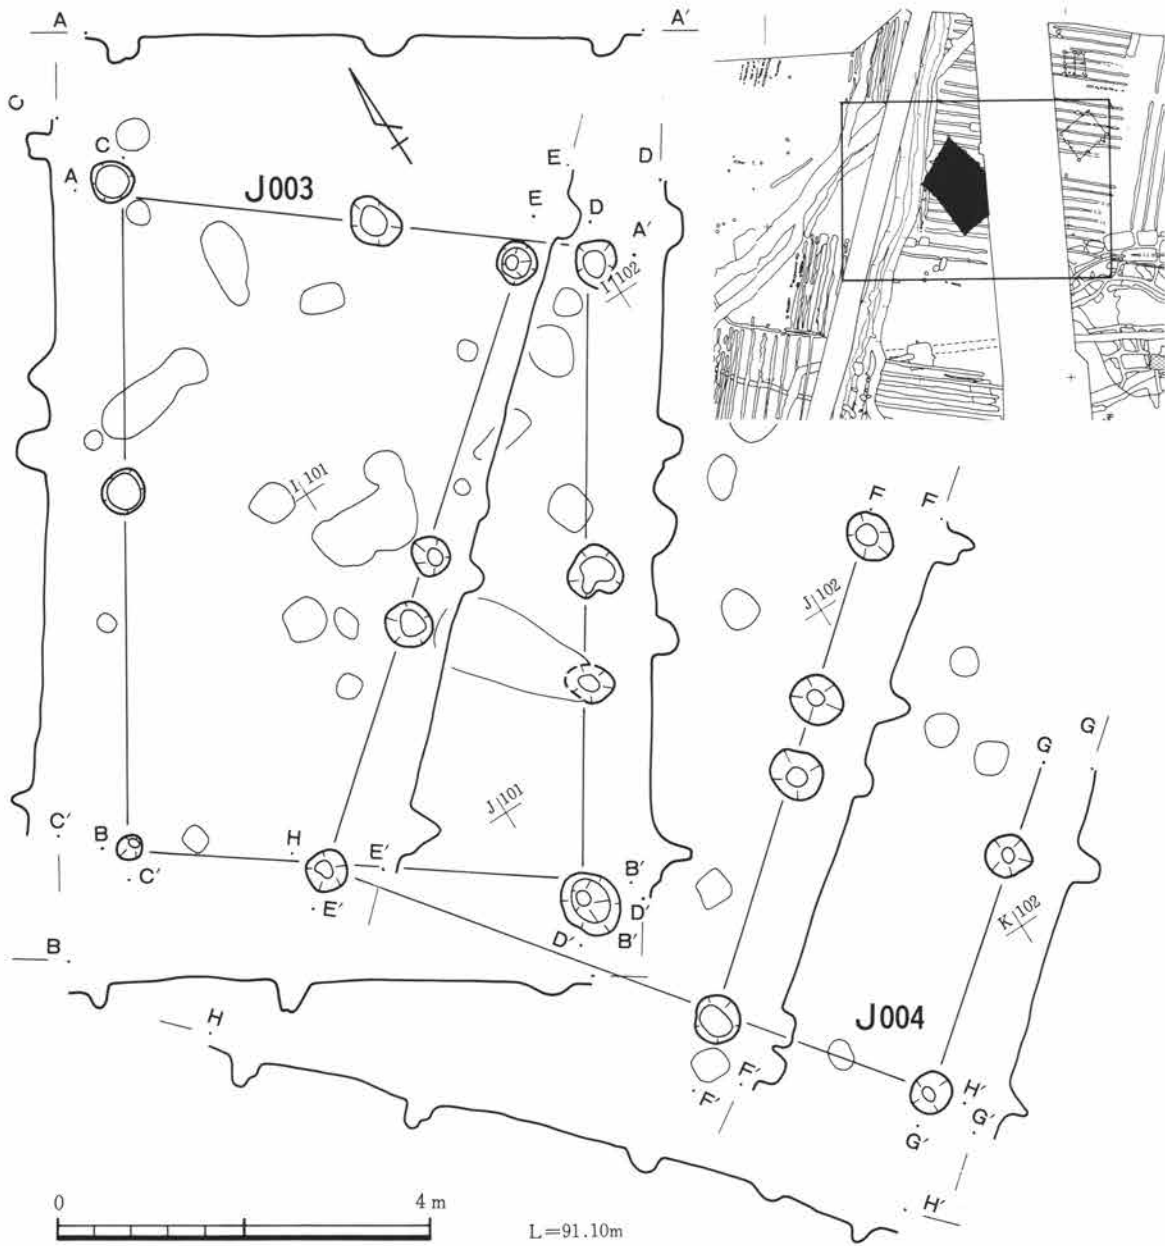 A A′
C
C
A
J003
E
D
E
D
A′
I 102
I 101
F
F
J 102
G
G
J 101
C′
B
C′
H
E′
E′
B′
D′
D′
B′
K 102
B
H
J004
F′
F′
H′
G′
G′
H′
0 4 m
L=91.10m